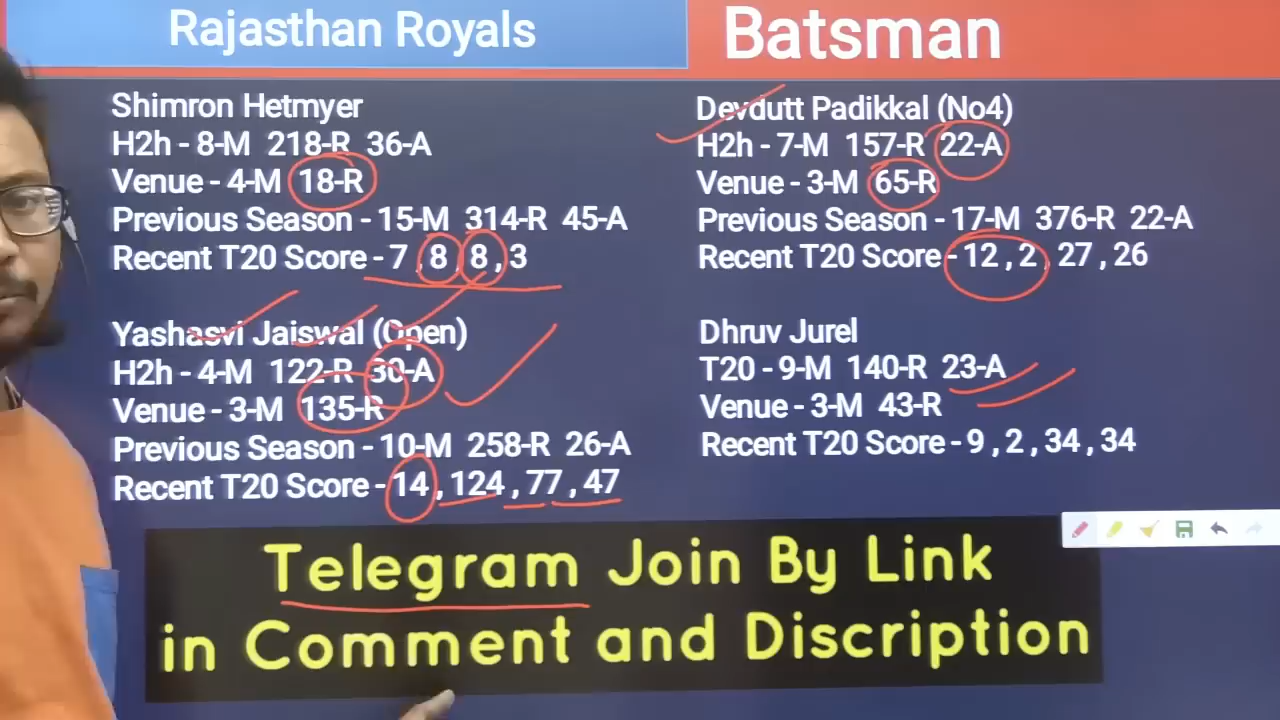 Rajasthan Royals
Batsman
Shimron Hetmyer
H2h - 8-M 218-R 36-A
Venue - 4-M 18-R
Previous Season - 15-M 314-R 45-A
Recent T20 Score - 7 , 8 , 8 , 3
Yashasvi Jaiswal (Open)
H2h - 4-M 122-R 30-A
Venue - 3-M 135-R
Previous Season - 10-M 258-R 26-A
Recent T20 Score - 14 , 124 , 77 , 47
Devdutt Padikkal (No4)
H2h - 7-M 157-R 22-A
Venue - 3-M 65-R
Previous Season - 17-M 376-R 22-A
Recent T20 Score - 12 , 2 , 27 , 26
Dhruv Jurel
T20 - 9-M 140-R 23-A
Venue - 3-M 43-R
Recent T20 Score - 9 , 2 , 34 , 34
Telegram Join By Link
in Comment and Discription